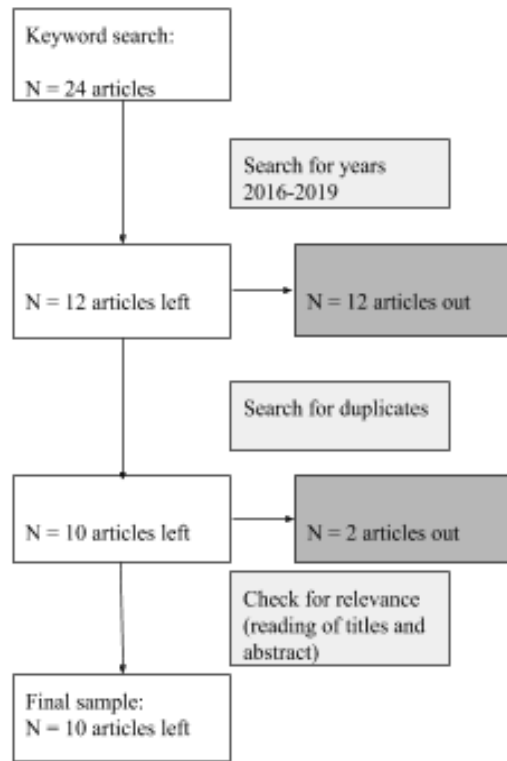 Keyword search:
N = 24 articles
Search for years
2016-2019
N = 12 articles left
N = 12 articles out
Search for duplicates
N = 10 articles left
N = 2 articles out
Check for relevance
(reading of titles and
abstract)
Final sample:
N = 10 articles left